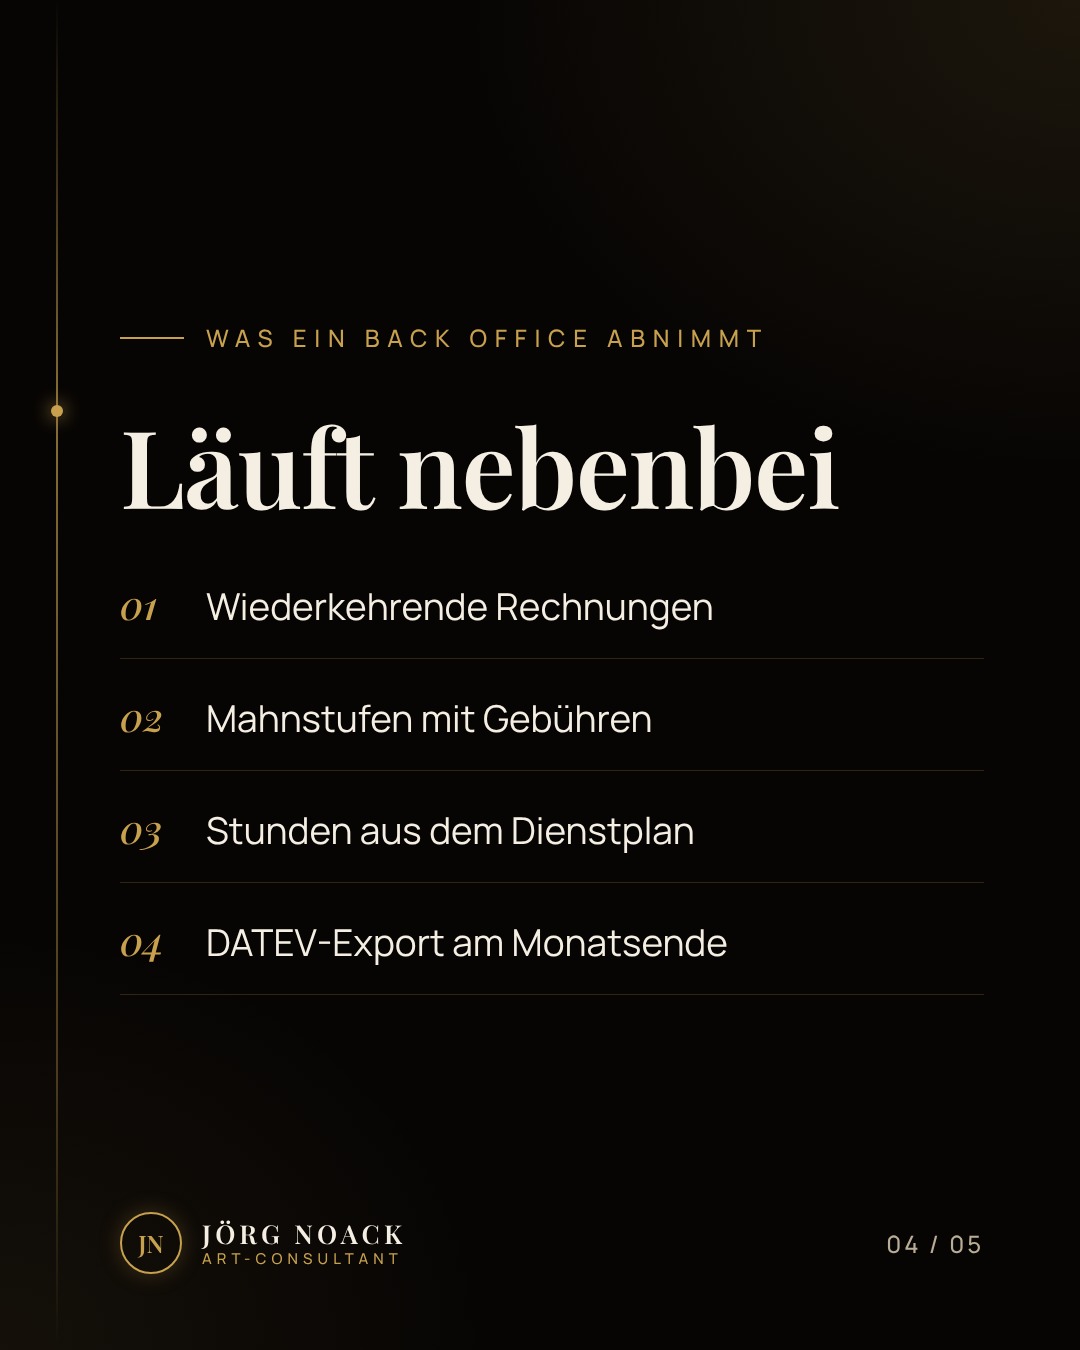 WAS EIN BACK OFFICE ABNIMMT
Läuft nebenbei
01 Wiederkehrende Rechnungen
02 Mahnstufen mit Gebühren
03 Stunden aus dem Dienstplan
04 DATEV-Export am Monatsende
JN JÖRG NOACK
ART-CONSULTANT
04 / 05